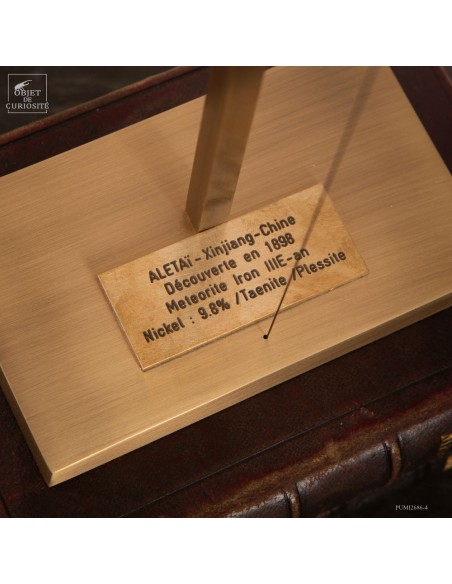 OBJET
DE
CURIOSITÉ
ALETAÏ - Xinjiang-Chine
Découverte en 1898
Meteorite Iron IIIE-an
Nickel : 9.8% /Taenite /Plessite
PUMI2686-4